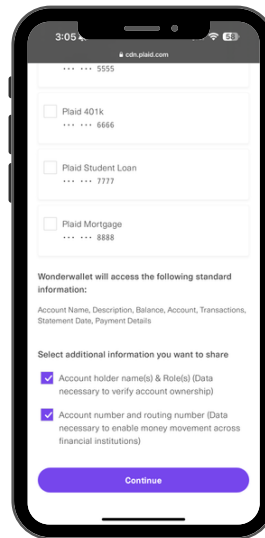 3:05
58
cdn.plaid.com
... ... 5555
Plaid 401k
... ... 6666
Plaid Student Loan
... ... 7777
Plaid Mortgage
... ... 8888
Wonderwallet will access the following standard
information:
Account Name, Description, Balance, Account, Transactions,
Statement Date, Payment Details
Select additional information you want to share
Account holder name(s) & Role(s) (Data
necessary to verify account ownership)
Account number and routing number (Data
necessary to enable money movement across
financial institutions)
Continue